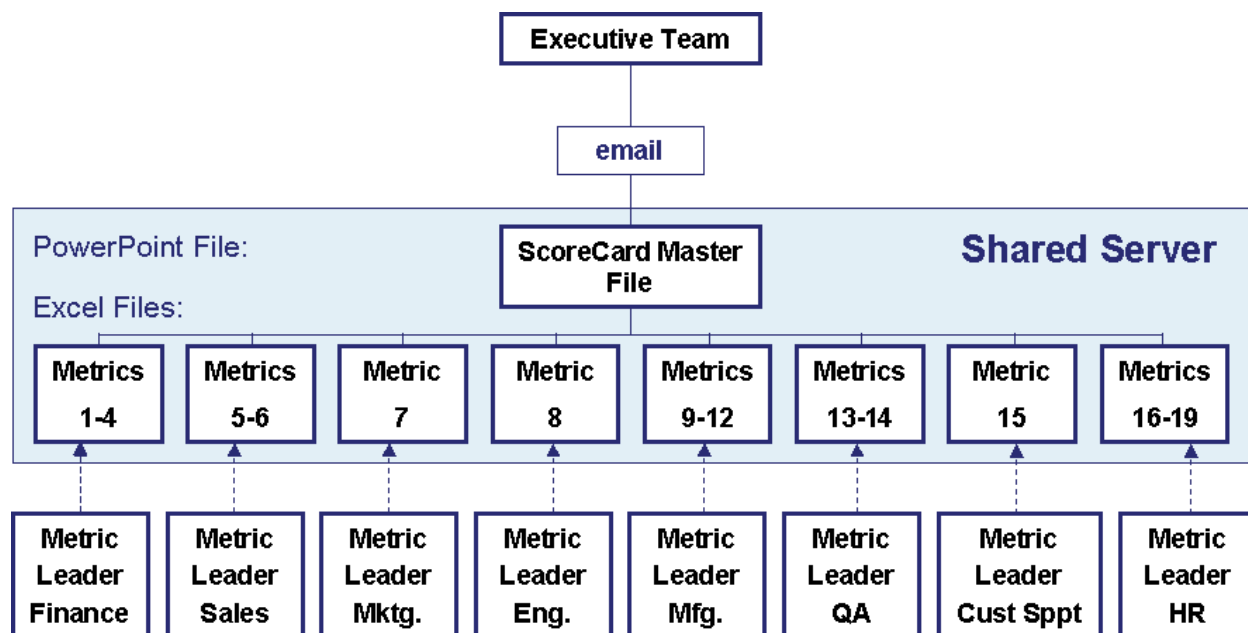 Executive Team
email
PowerPoint File:
ScoreCard Master
File
Shared Server
Excel Files:
Metrics
1-4
Metrics
5-6
Metric
7
Metric
8
Metrics
9-12
Metrics
13-14
Metric
15
Metrics
16-19
Metric
Leader
Finance
Metric
Leader
Sales
Metric
Leader
Mktg.
Metric
Leader
Eng.
Metric
Leader
Mfg.
Metric
Leader
QA
Metric
Leader
Cust Sppt
Metric
Leader
HR